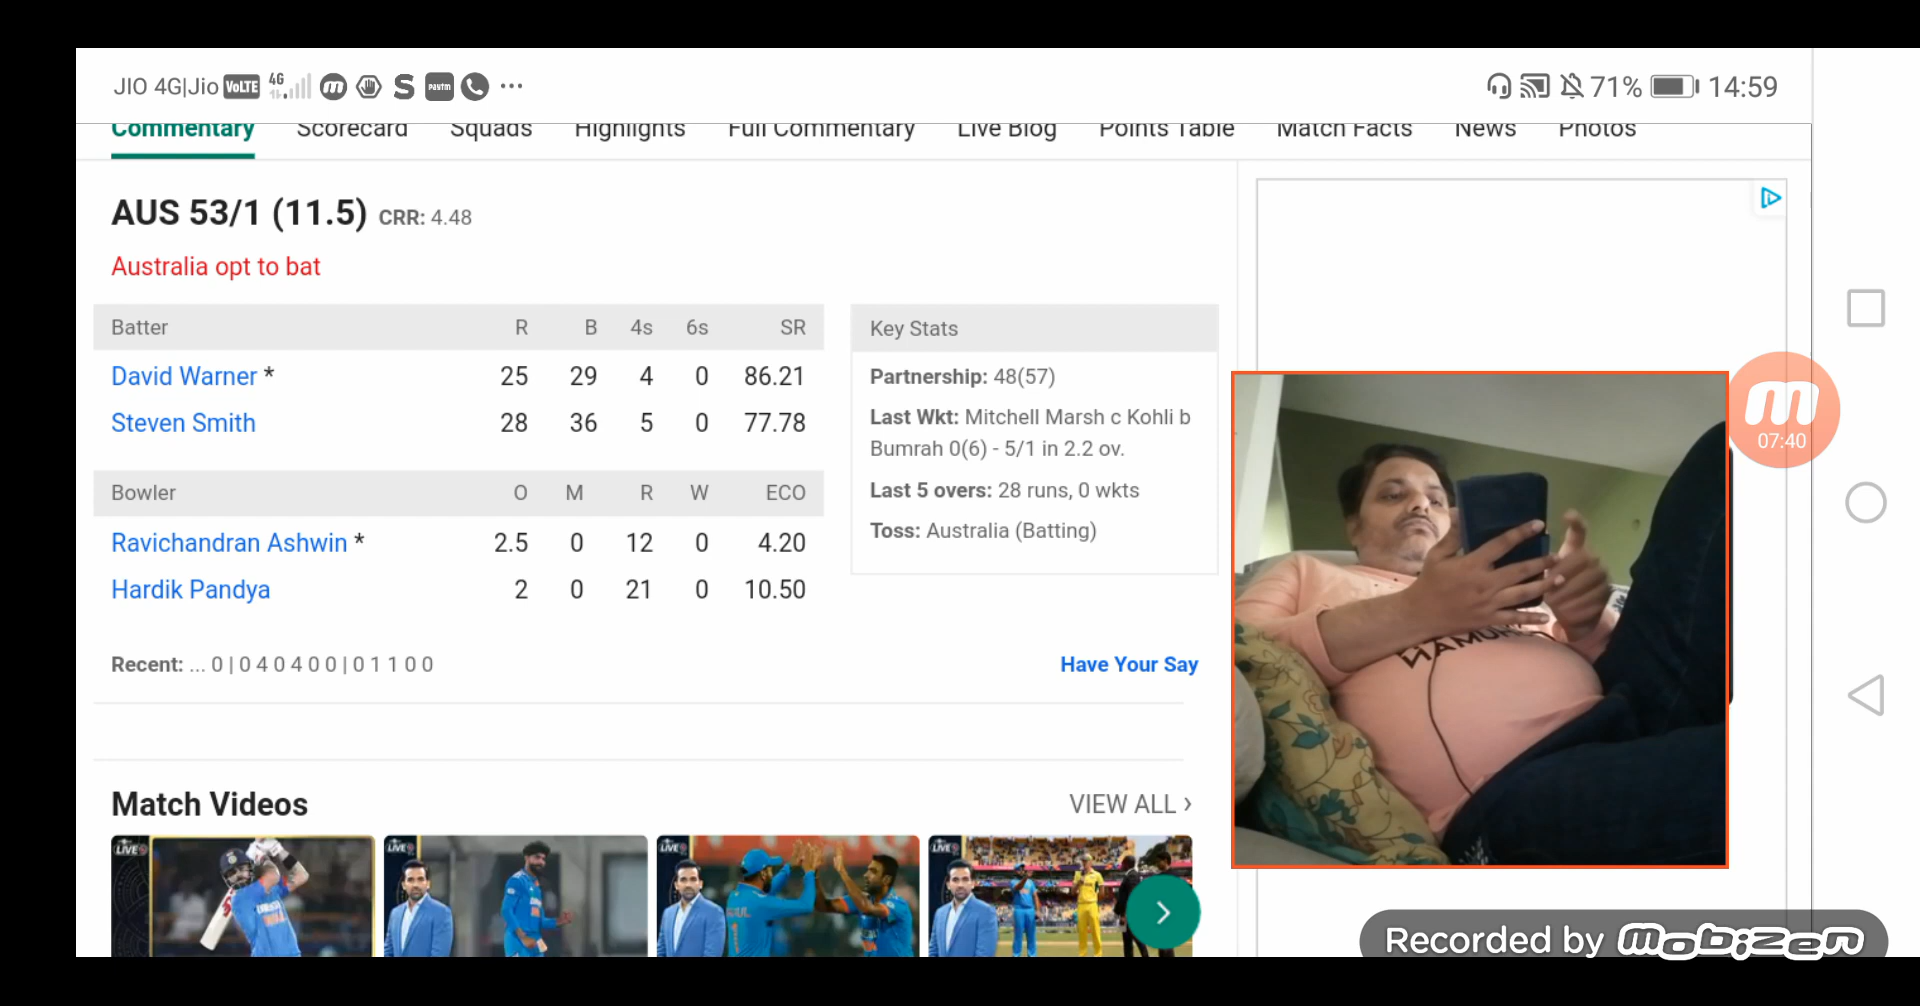 JIO 4G|Jio VoLTE 4G m S paytm ... 71% 14:59
Commentary Scorecard Squads Highlights Full Commentary Live Blog Points Table Match Facts News Photos
AUS 53/1 (11.5) CRR: 4.48
Australia opt to bat
Batter R B 4s 6s SR
David Warner * 25 29 4 0 86.21
Steven Smith 28 36 5 0 77.78
Bowler O M R W ECO
Ravichandran Ashwin * 2.5 0 12 0 4.20
Hardik Pandya 2 0 21 0 10.50
Recent: ... 0 | 0 4 0 4 0 0 | 0 1 1 0 0
Have Your Say
Key Stats
Partnership: 48(57)
Last Wkt: Mitchell Marsh c Kohli b
Bumrah 0(6) - 5/1 in 2.2 ov.
Last 5 overs: 28 runs, 0 wkts
Toss: Australia (Batting)
m
07:40
Match Videos VIEW ALL ›
LIVE LIVE LIVE LIVE
Recorded by mobizen